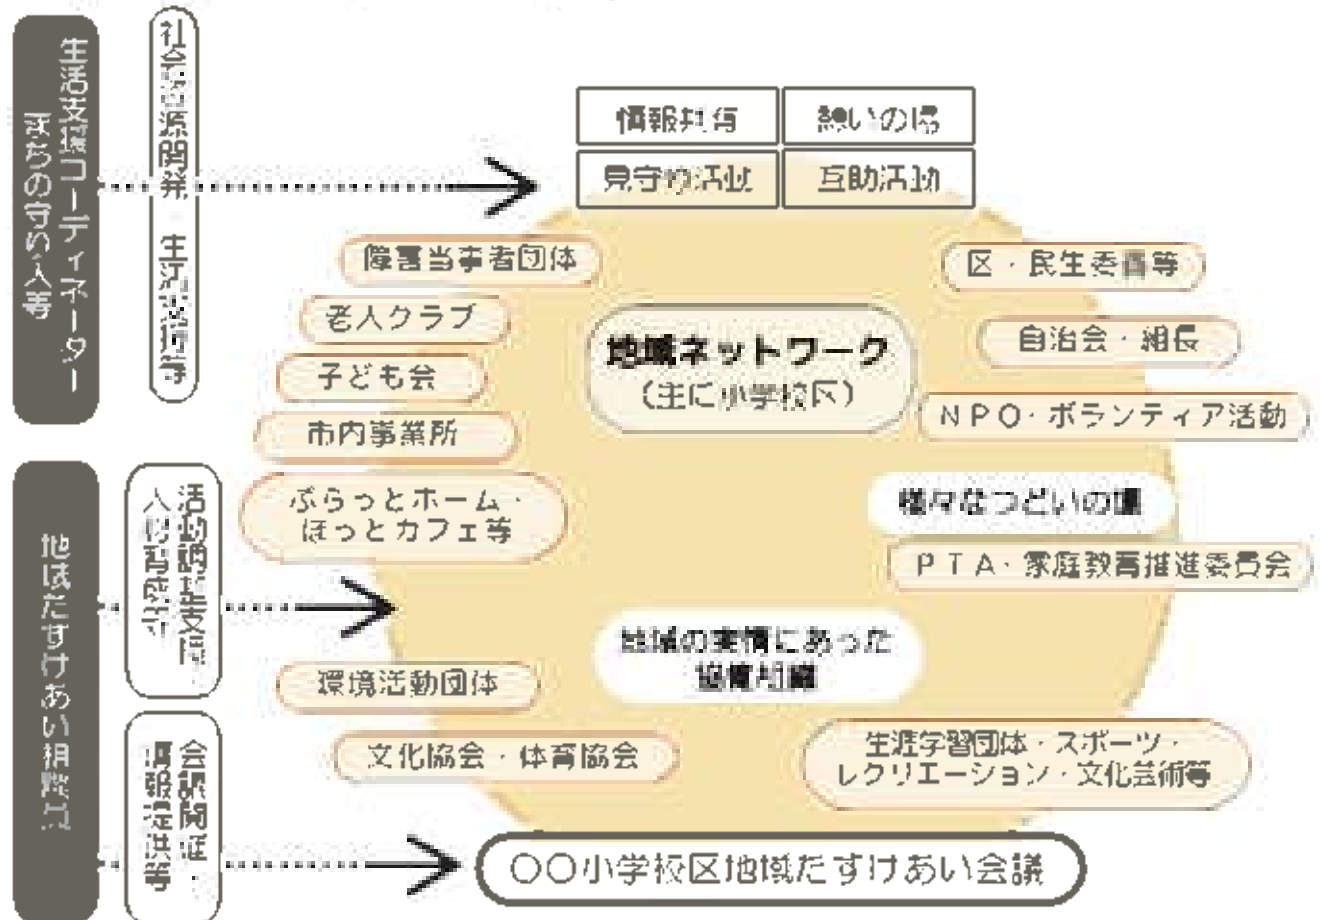 生活支援コーディネーター
まちの守り人等
社会資源開発・生活支援等
情報共有
憩いの場
見守り活動
互助活動
障害当事者団体
区・民生委員等
老人クラブ
地域ネットワーク
（主に小学校区）
自治会・組長
子ども会
NPO・ボランティア活動
市内事業所
ぷらっとホーム・
ほっとカフェ等
様々なつどいの場
PTA・家庭教育推進委員会
地域たすけあい相談員
活動調整支援・
人材育成等
地域の実情にあった
協働組織
環境活動団体
文化協会・体育協会
生涯学習団体・スポーツ・
レクリエーション・文化芸術等
会議開催・
情報提供等
〇〇小学校区地域たすけあい会議